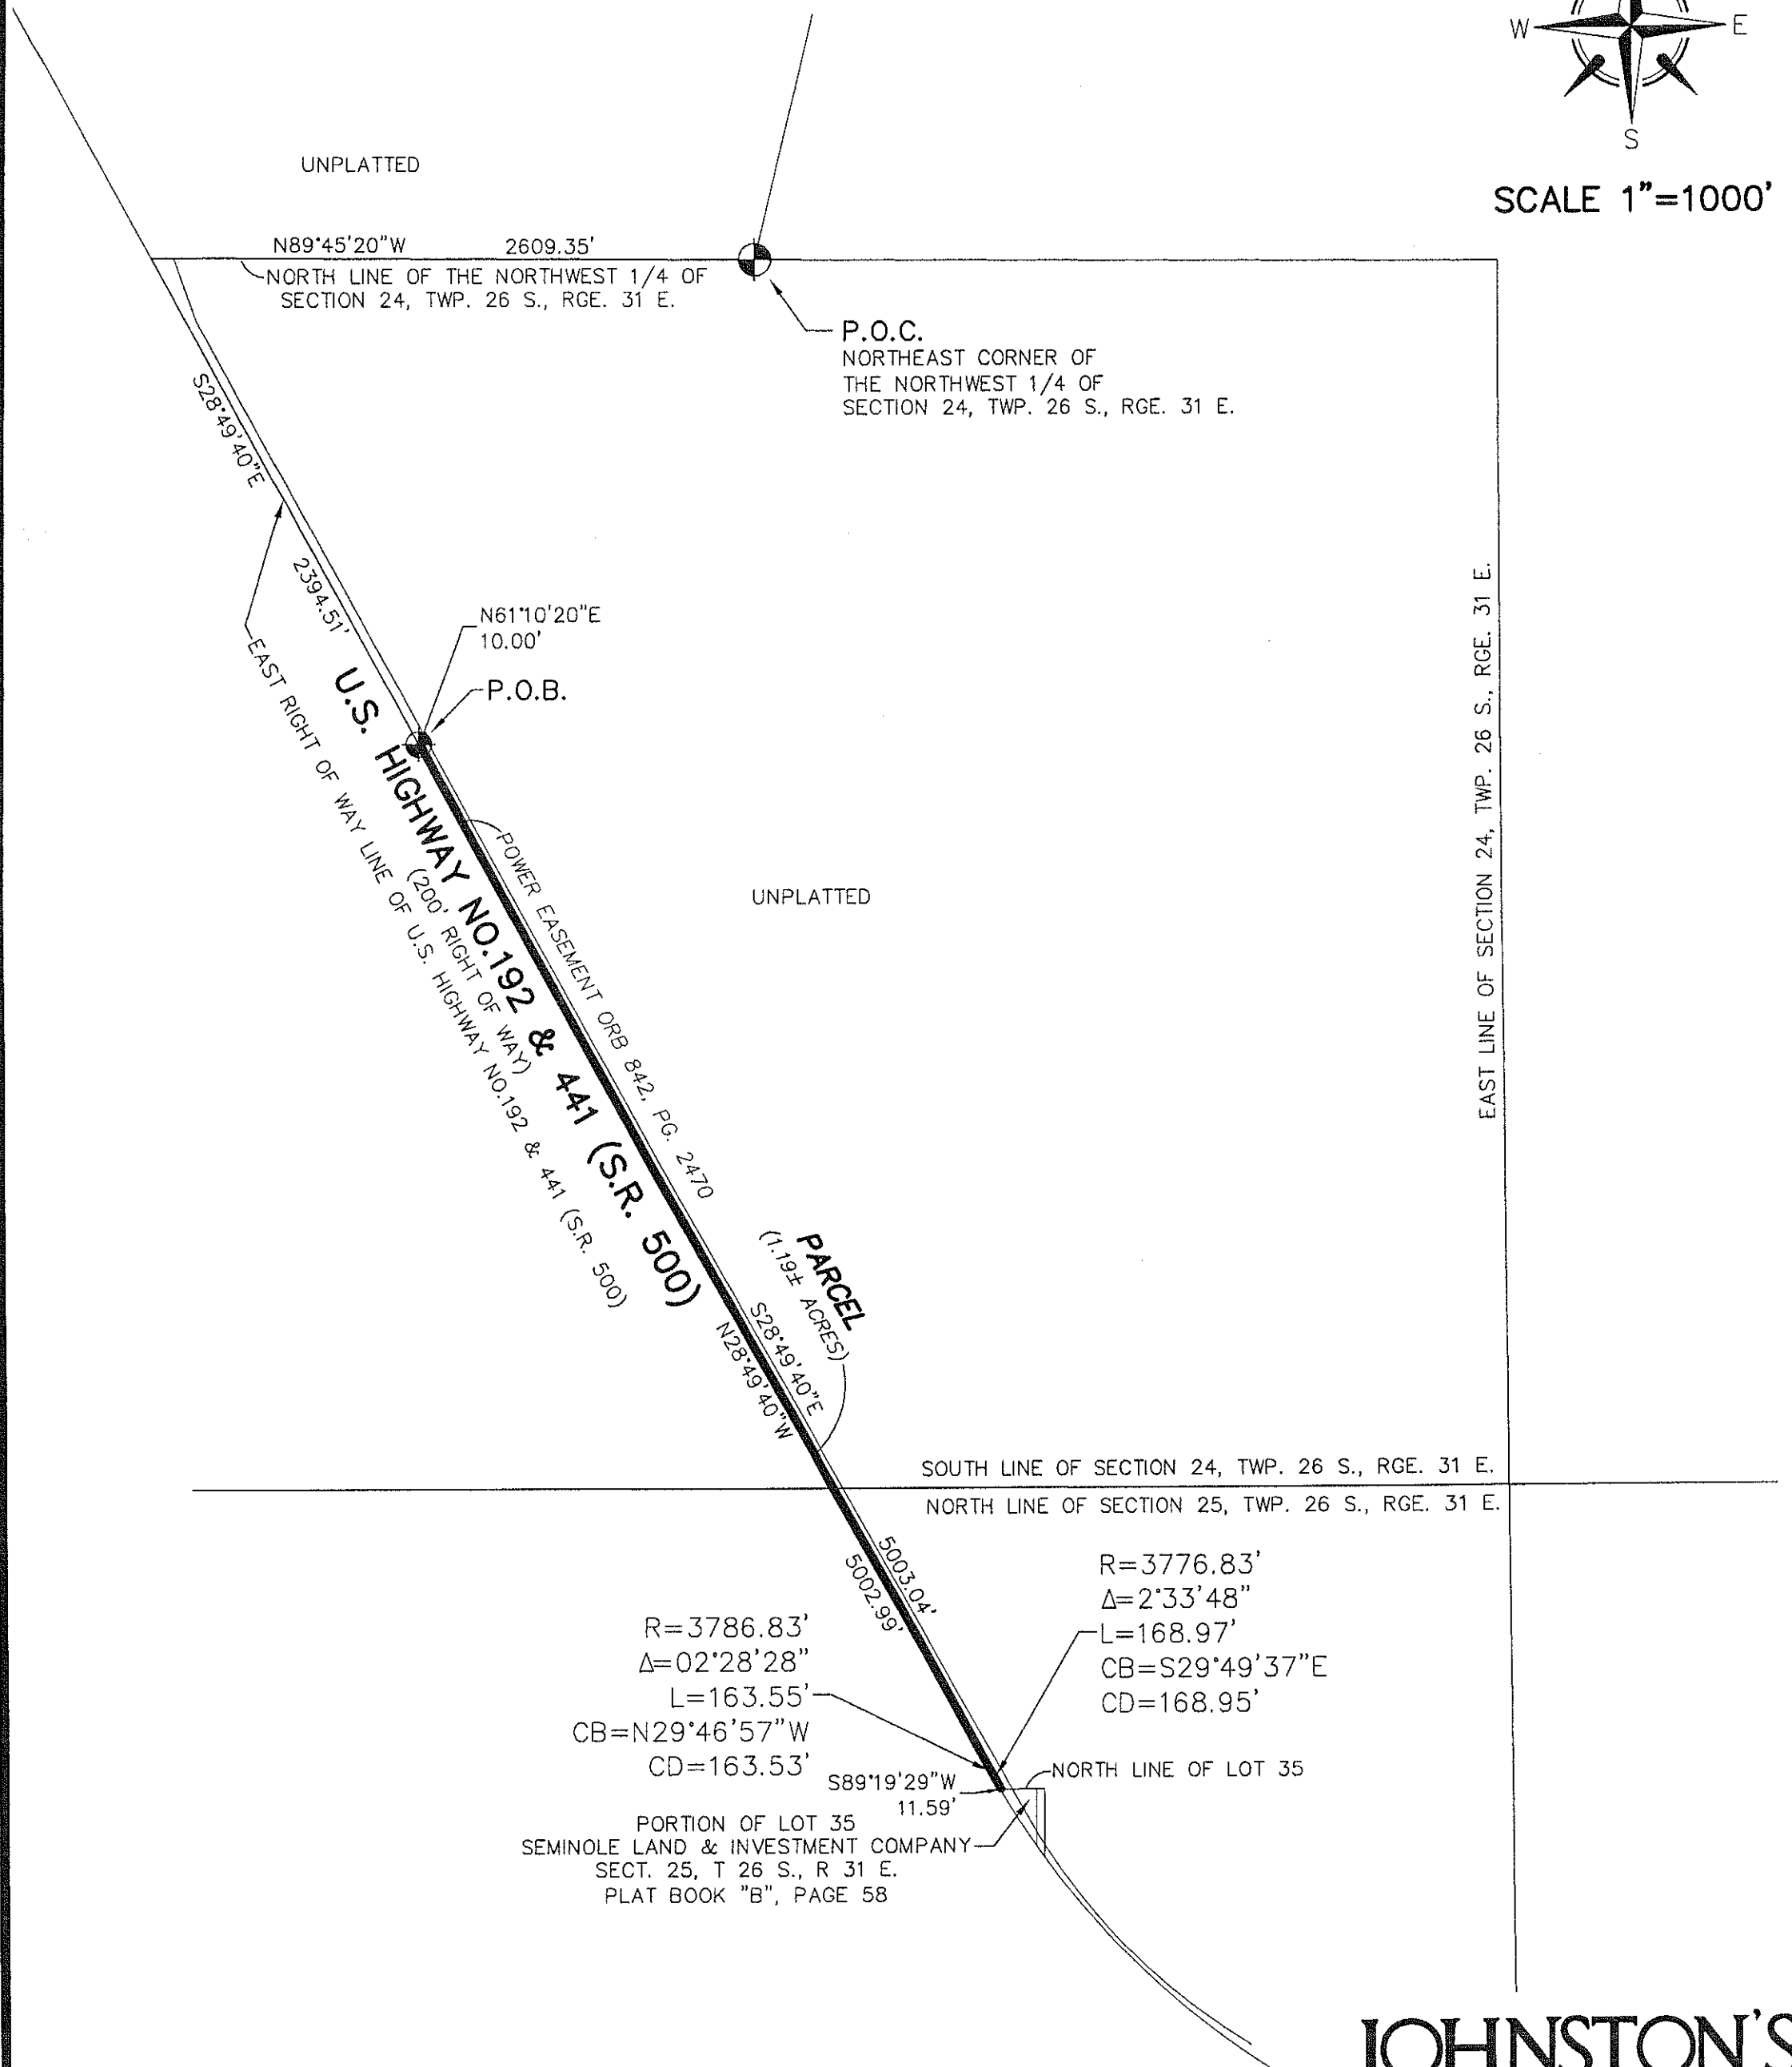 W
E
S
SCALE 1"=1000'
UNPLATTED
N89°45'20"W 2609.35'
NORTH LINE OF THE NORTHWEST 1/4 OF
SECTION 24, TWP. 26 S., RGE. 31 E.
P.O.C.
NORTHEAST CORNER OF
THE NORTHWEST 1/4 OF
SECTION 24, TWP. 26 S., RGE. 31 E.
S28°49'40"E
2394.51'
N61°10'20"E
10.00'
P.O.B.
EAST RIGHT OF WAY LINE OF U.S. HIGHWAY NO.192 & 441 (S.R. 500)
U.S. HIGHWAY NO.192 & 441 (S.R. 500)
(200' RIGHT OF WAY)
POWER EASEMENT ORB 842, PG. 2470
UNPLATTED
EAST LINE OF SECTION 24, TWP. 26 S., RGE. 31 E.
PARCEL
(1.19± ACRES)
S28°49'40"E
N28°49'40"W
SOUTH LINE OF SECTION 24, TWP. 26 S., RGE. 31 E.
NORTH LINE OF SECTION 25, TWP. 26 S., RGE. 31 E.
5003.04'
5002.99'
R=3776.83'
Δ=2°33'48"
L=168.97'
CB=S29°49'37"E
CD=168.95'
R=3786.83'
Δ=02°28'28"
L=163.55'
CB=N29°46'57"W
CD=163.53'
S89°19'29"W
11.59'
NORTH LINE OF LOT 35
PORTION OF LOT 35
SEMINOLE LAND & INVESTMENT COMPANY
SECT. 25, T 26 S., R 31 E.
PLAT BOOK "B", PAGE 58
JOHNSTON'S